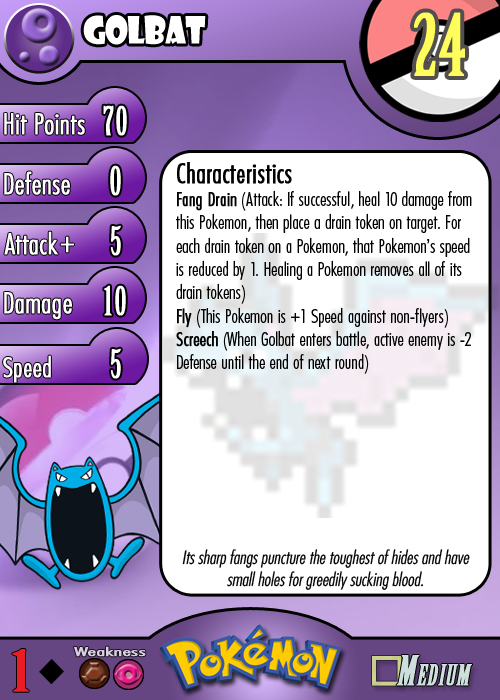 GOLBAT
24
Hit Points 70
Defense 0
Attack+ 5
Damage 10
Speed 5
Characteristics
Fang Drain (Attack: If successful, heal 10 damage from
this Pokemon, then place a drain token on target. For
each drain token on a Pokemon, that Pokemon's speed
is reduced by 1. Healing a Pokemon removes all of its
drain tokens)
Fly (This Pokemon is +1 Speed against non-flyers)
Screech (When Golbat enters battle, active enemy is -2
Defense until the end of next round)
Its sharp fangs puncture the toughest of hides and have
small holes for greedily sucking blood.
1
Weakness
POKéMON
MEDIUM